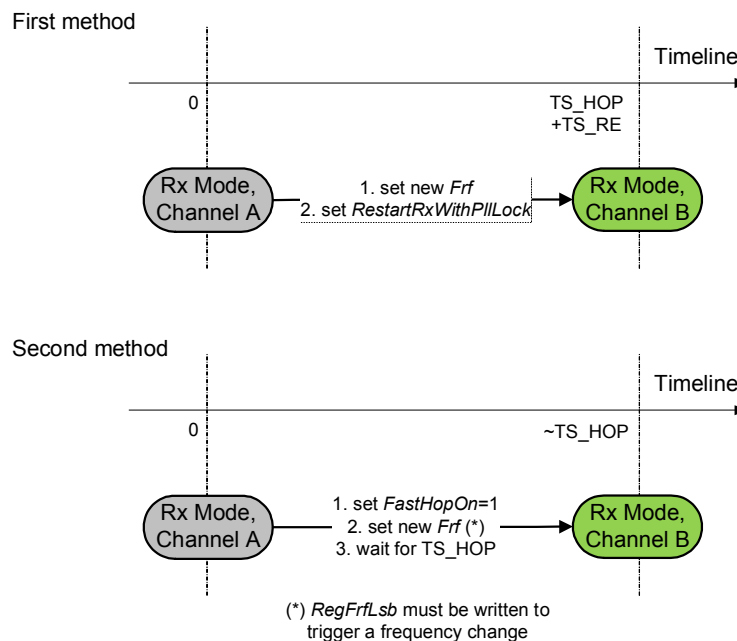 First method
Timeline
0
TS_HOP
+TS_RE
Rx Mode,
Channel A
1. set new Frf
2. set RestartRxWithPllLock
Rx Mode,
Channel B
Second method
Timeline
0
~TS_HOP
Rx Mode,
Channel A
1. set FastHopOn=1
2. set new Frf (*)
3. wait for TS_HOP
Rx Mode,
Channel B
(*) RegFrfLsb must be written to
trigger a frequency change